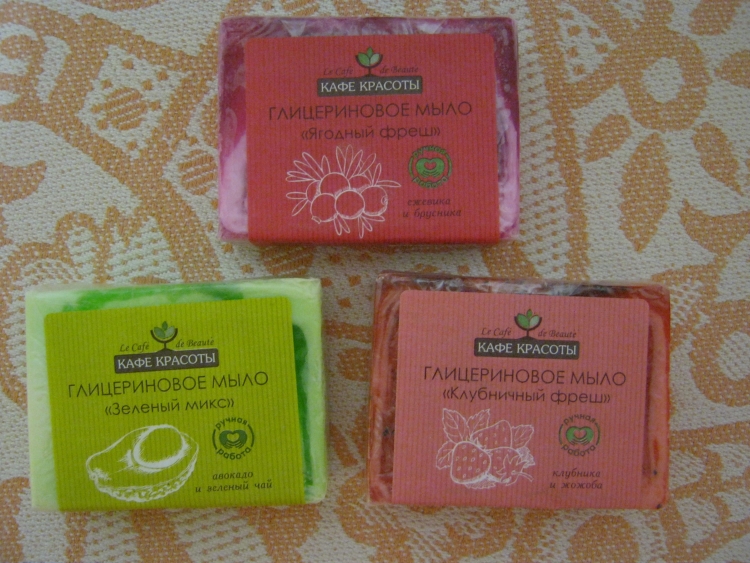 Le Café de Beauté
КАФЕ КРАСОТЫ
ГЛИЦЕРИНОВОЕ МЫЛО
«Ягодный фреш»
ручная работа
ежевика
и брусника
Le Café de Beauté
КАФЕ КРАСОТЫ
ГЛИЦЕРИНОВОЕ МЫЛО
«Зеленый микс»
ручная работа
авокадо
и зеленый чай
Le Café de Beauté
КАФЕ КРАСОТЫ
ГЛИЦЕРИНОВОЕ МЫЛО
«Клубничный фреш»
ручная работа
клубника
и жожоба